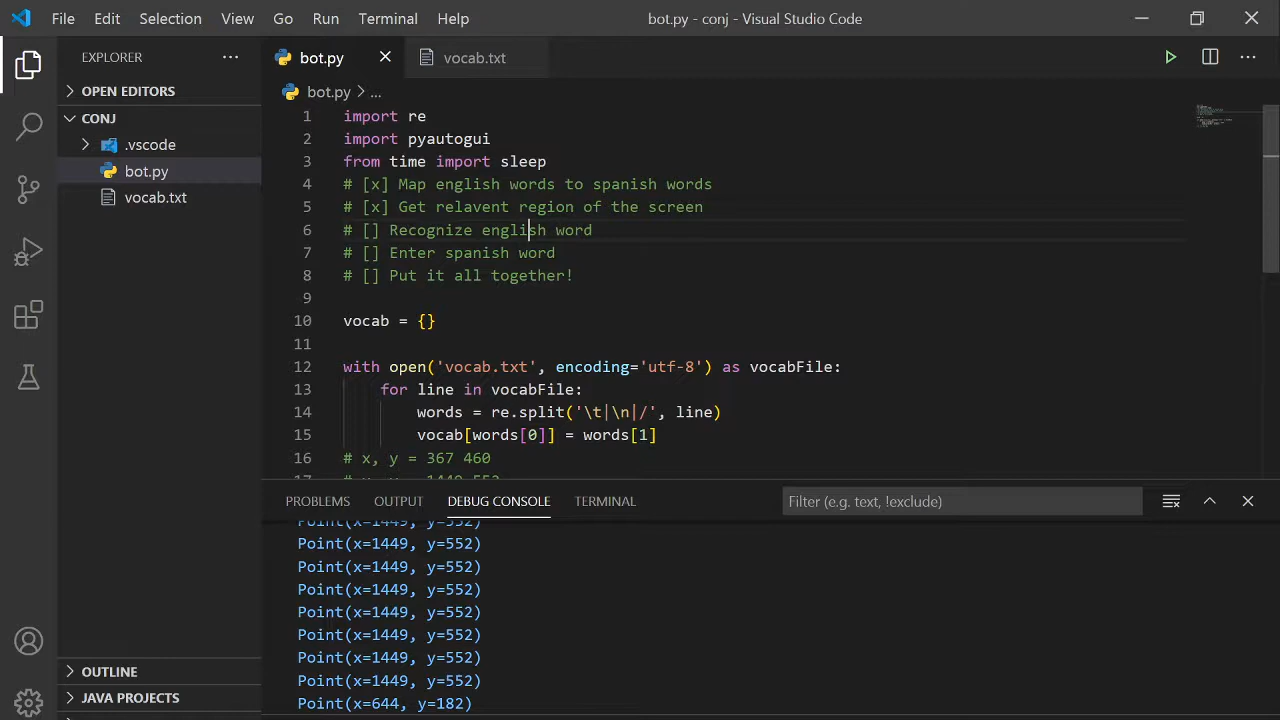 File Edit Selection View Go Run Terminal Help bot.py - conj - Visual Studio Code
EXPLORER
bot.py vocab.txt
OPEN EDITORS
CONJ
.vscode
bot.py
vocab.txt
bot.py > ...
1 import re
2 import pyautogui
3 from time import sleep
4 # [x] Map english words to spanish words
5 # [x] Get relavent region of the screen
6 # [] Recognize english word
7 # [] Enter spanish word
8 # [] Put it all together!
9
10 vocab = {}
11
12 with open('vocab.txt', encoding='utf-8') as vocabFile:
13 for line in vocabFile:
14 words = re.split('\t|\n|/', line)
15 vocab[words[0]] = words[1]
16 # x, y = 367 460
17 # x, y = 1449 552
PROBLEMS OUTPUT DEBUG CONSOLE TERMINAL Filter (e.g. text, !exclude)
Point(x=1449, y=552)
Point(x=1449, y=552)
Point(x=1449, y=552)
Point(x=1449, y=552)
Point(x=1449, y=552)
Point(x=1449, y=552)
Point(x=1449, y=552)
Point(x=1449, y=552)
Point(x=644, y=182)
OUTLINE
JAVA PROJECTS